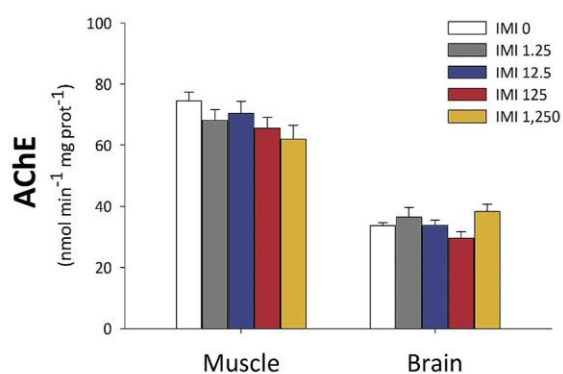 100
80
60
40
20
0
AChE
(nmol min⁻¹ mg prot⁻¹)
IMI 0
IMI 1.25
IMI 12.5
IMI 125
IMI 1,250
Muscle
Brain